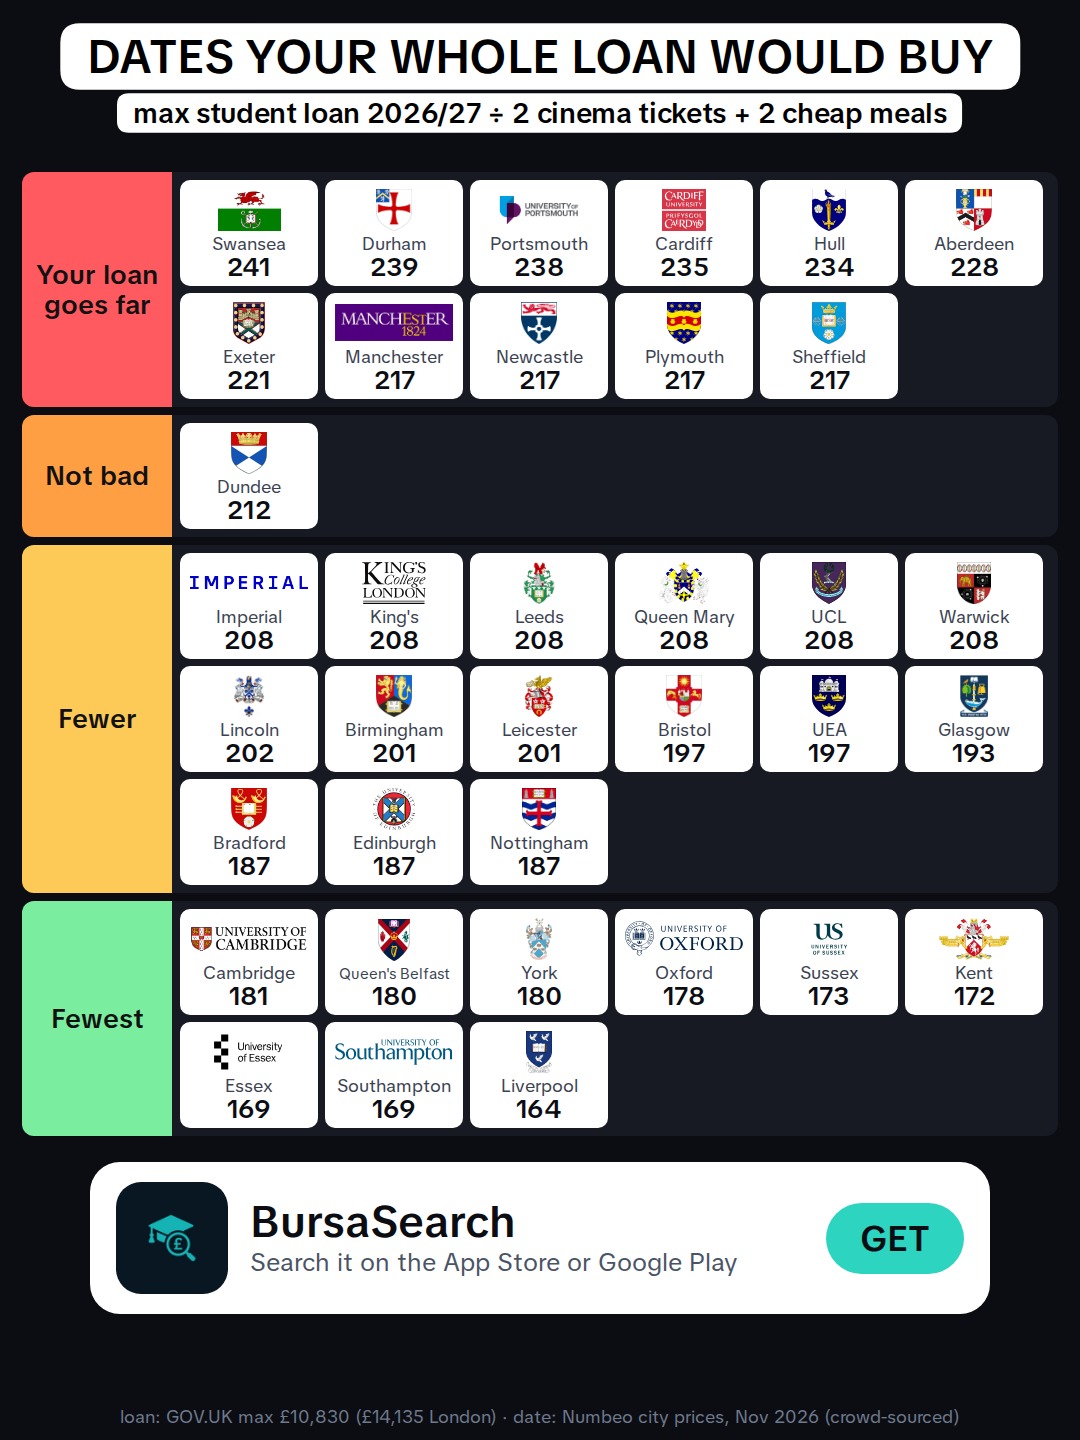 DATES YOUR WHOLE LOAN WOULD BUY
max student loan 2026/27 ÷ 2 cinema tickets + 2 cheap meals
Your loan
goes far
Swansea
241
Durham
239
UNIVERSITY OF
PORTSMOUTH
Portsmouth
238
CARDIFF
UNIVERSITY
PRIFYSGOL
CAERDYDD
Cardiff
235
Hull
234
Aberdeen
228
Exeter
221
MANCHESTER
1824
Manchester
217
Newcastle
217
Plymouth
217
Sheffield
217
Not bad
Dundee
212
Fewer
IMPERIAL
Imperial
208
KING'S
College
LONDON
King's
208
Leeds
208
Queen Mary
208
UCL
208
Warwick
208
Lincoln
202
Birmingham
201
Leicester
201
Bristol
197
UEA
197
Glasgow
193
Bradford
187
Edinburgh
187
Nottingham
187
Fewest
UNIVERSITY OF
CAMBRIDGE
Cambridge
181
Queen's Belfast
180
York
180
UNIVERSITY OF
OXFORD
Oxford
178
US
UNIVERSITY
OF SUSSEX
Sussex
173
Kent
172
University
of Essex
Essex
169
UNIVERSITY OF
Southampton
Southampton
169
Liverpool
164
BursaSearch
Search it on the App Store or Google Play
GET
loan: GOV.UK max £10,830 (£14,135 London) · date: Numbeo city prices, Nov 2026 (crowd-sourced)